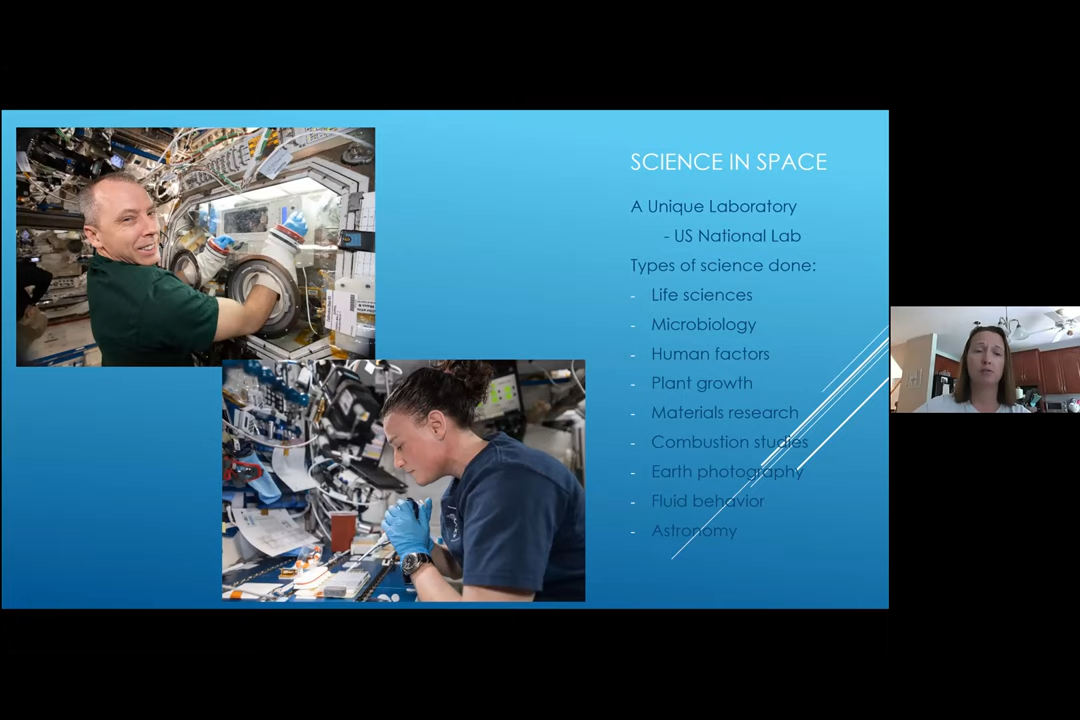 SCIENCE IN SPACE
A Unique Laboratory
- US National Lab
Types of science done:
- Life sciences
- Microbiology
- Human factors
- Plant growth
- Materials research
- Combustion studies
- Earth photography
- Fluid behavior
- Astronomy